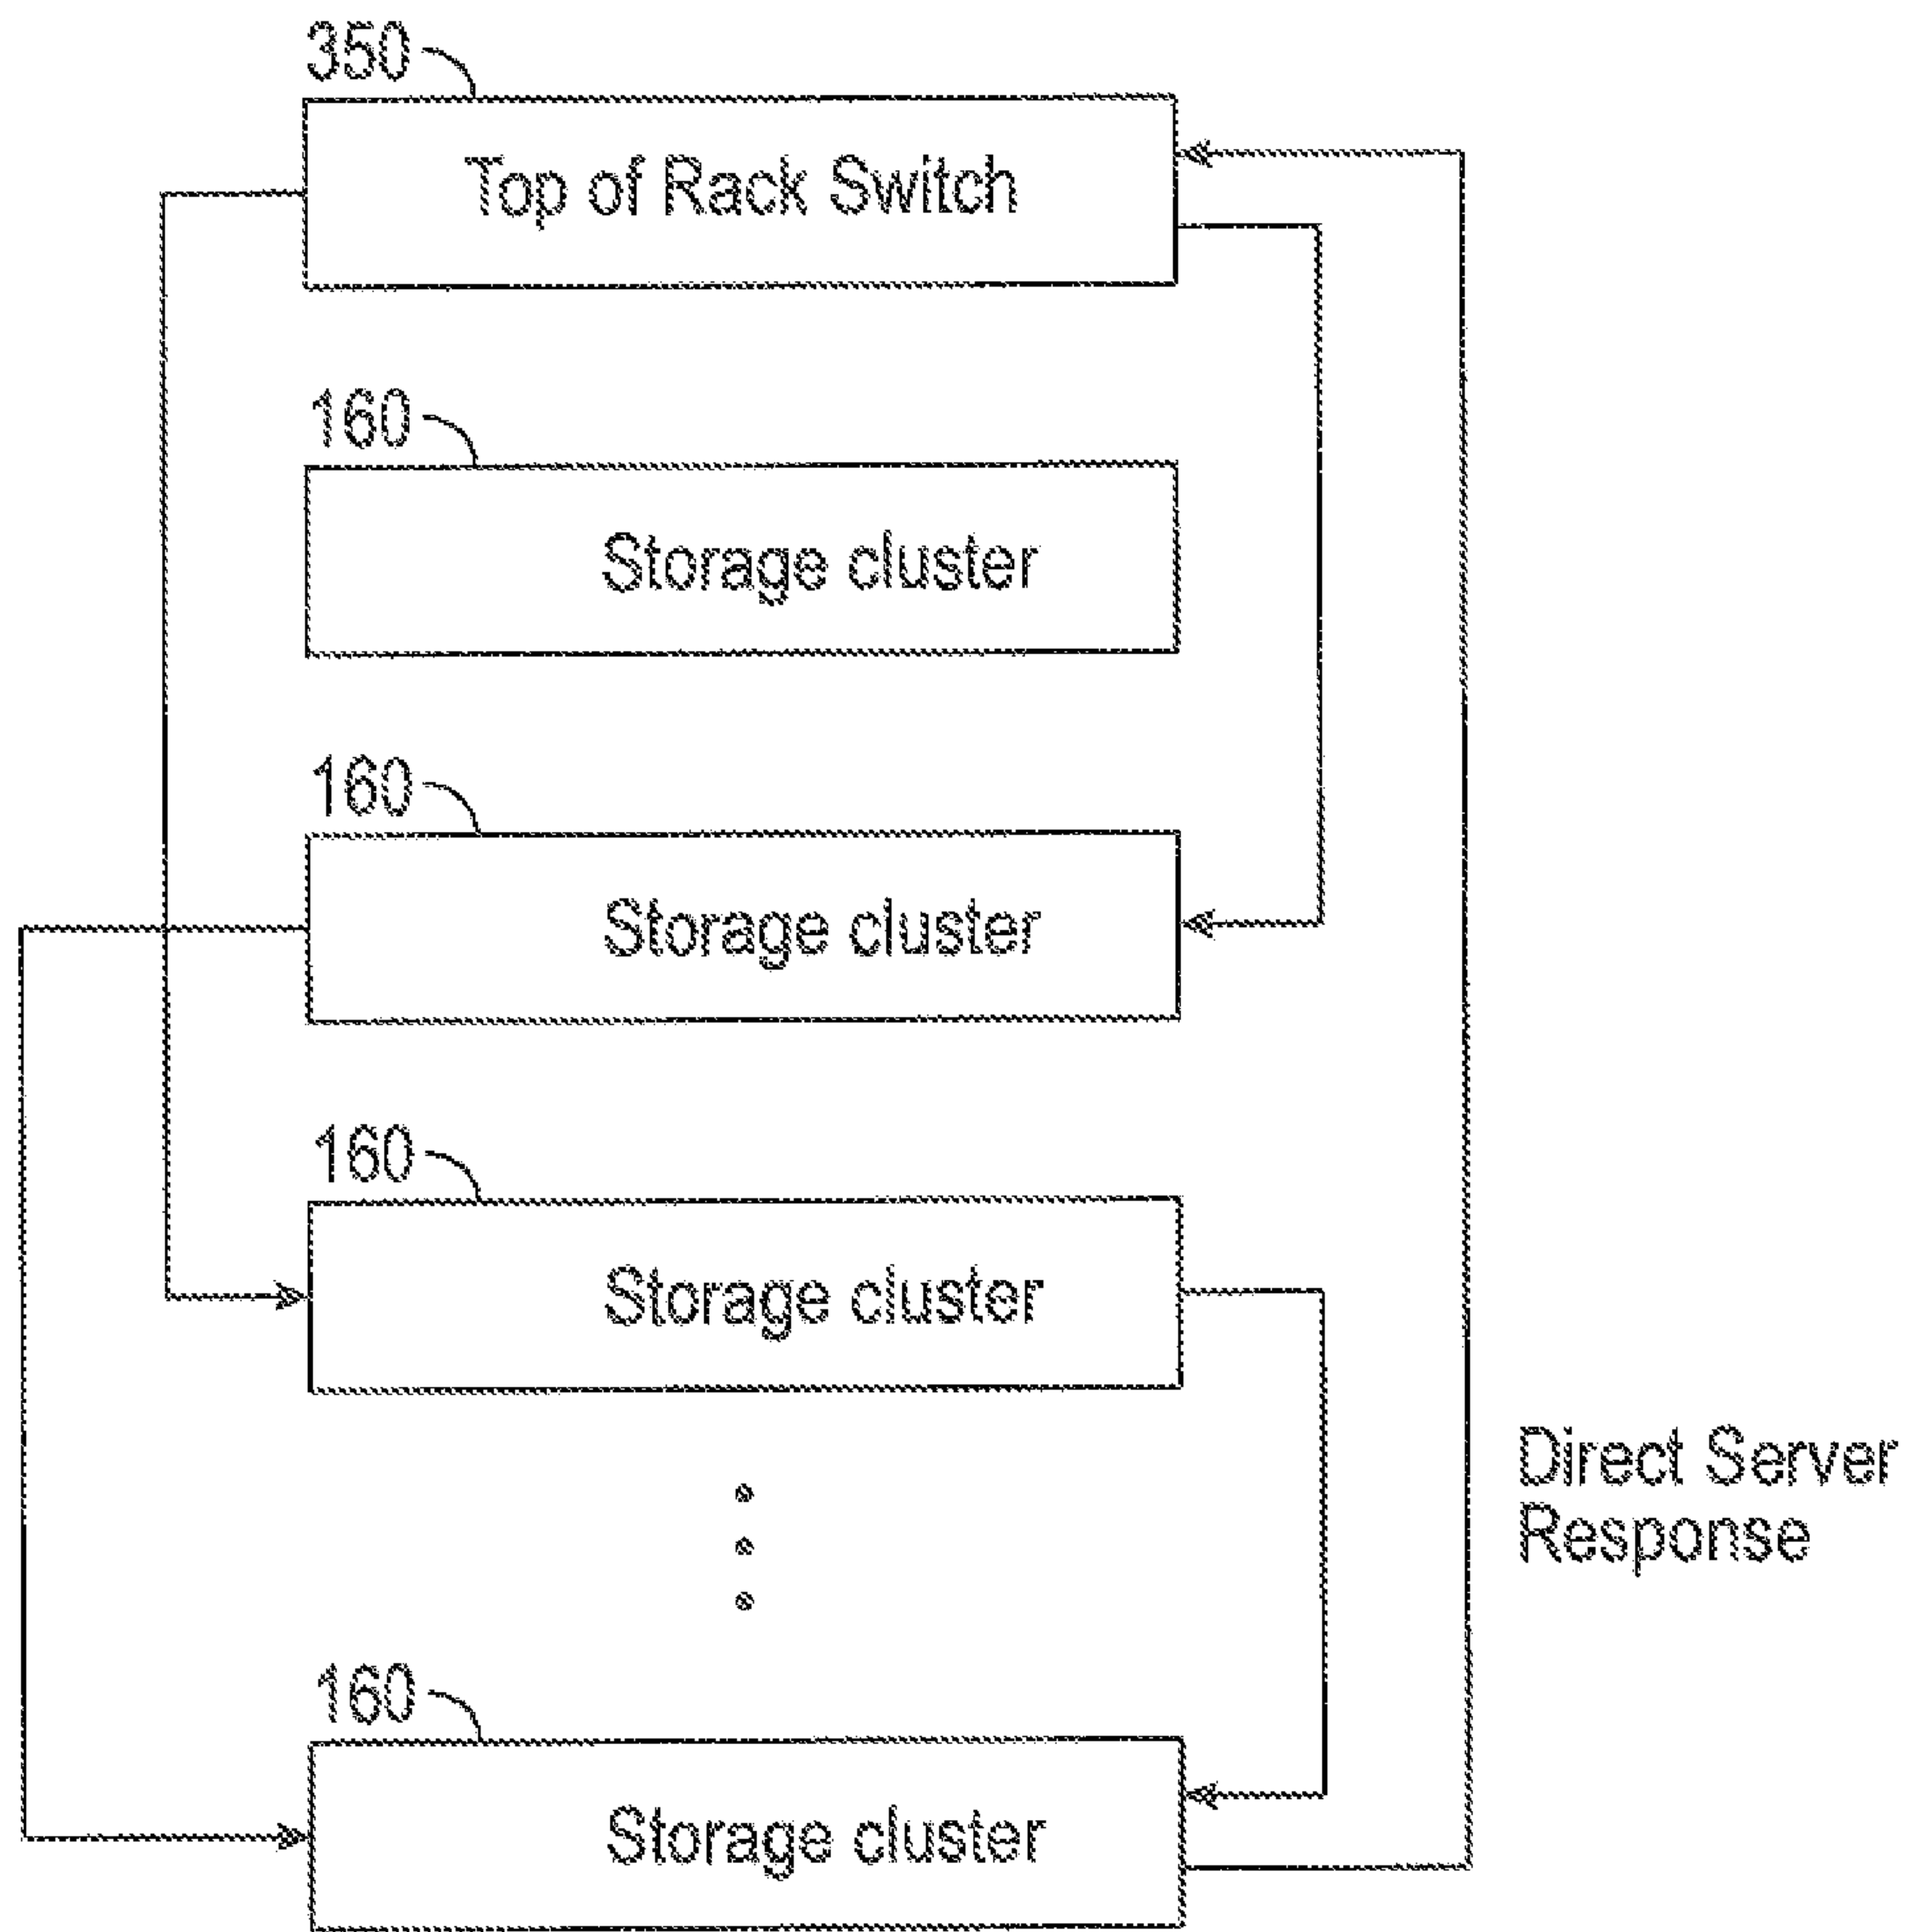 350
Top of Rack Switch
160
Storage cluster
160
Storage cluster
160
Storage cluster
Direct Server
Response
160
Storage cluster